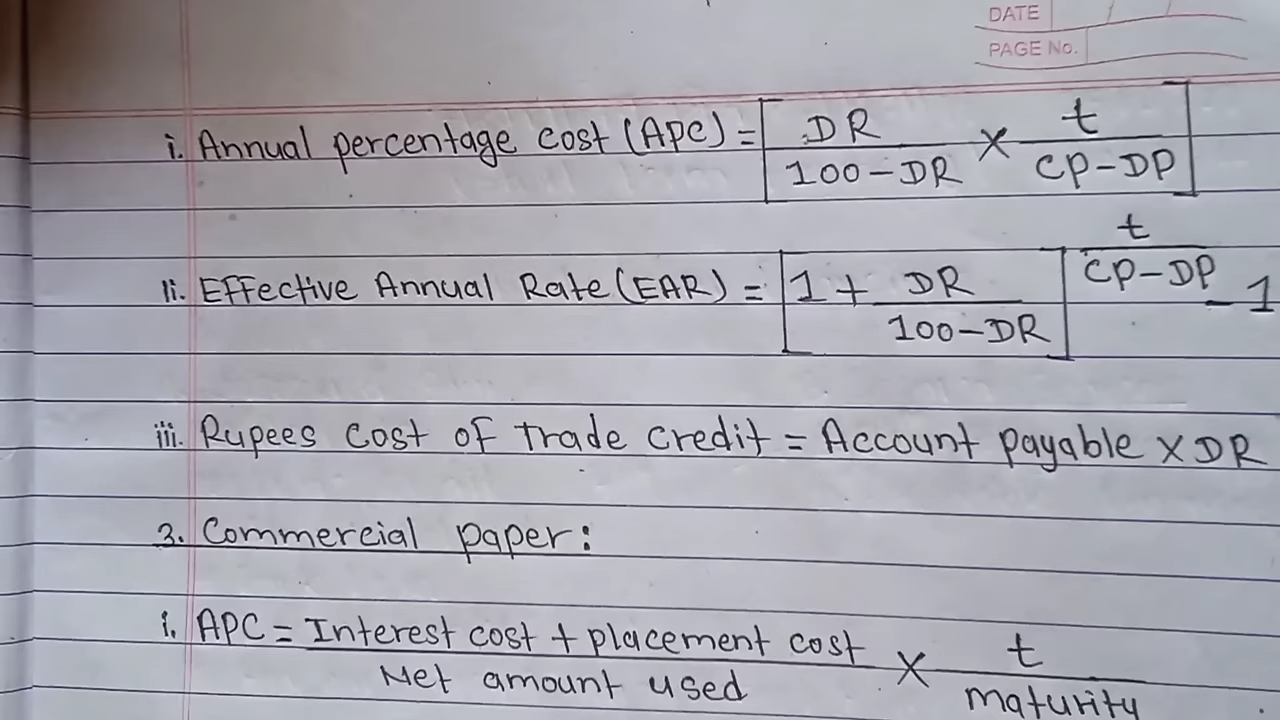 DATE / /
PAGE No.
i. Annual percentage cost (APC) = [DR / (100 - DR) × t / (CP - DP)]
ii. Effective Annual Rate (EAR) = [1 + DR / (100 - DR)]^(t / (CP - DP)) - 1
iii. Rupees cost of trade credit = Account payable × DR
3. Commercial paper:
i. APC = Interest cost + placement cost / Net amount used × t / maturity